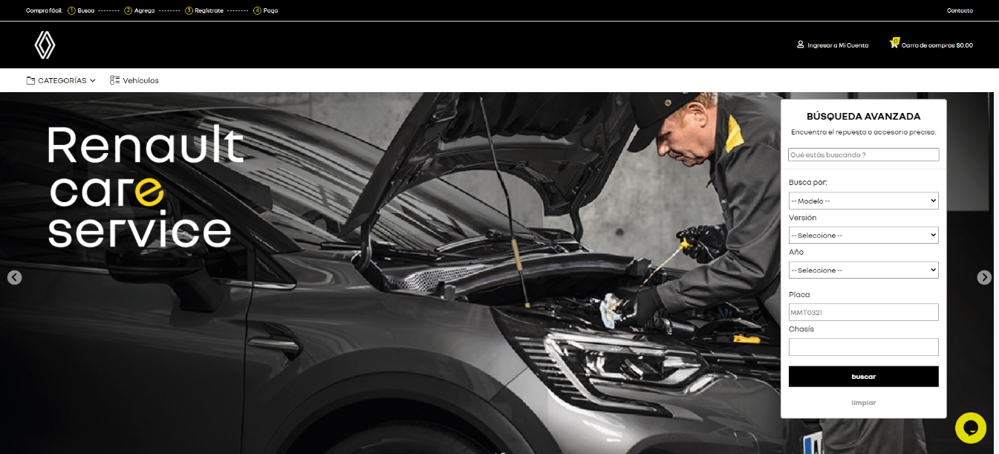 Compra fácil: 1 Busca -------- 2 Agrega -------- 3 Regístrate -------- 4 Paga
Contacto
Ingresar a Mi Cuenta
0
Carro de compras $0.00
CATEGORÍAS
Vehículos
Renault
care
service
BÚSQUEDA AVANZADA
Encuentra el repuesto o accesorio preciso:
Qué estás buscando ?
Busca por:
-- Modelo --
Versión
-- Seleccione --
Año
-- Seleccione --
Placa
MMT0321
Chasís
buscar
limpiar